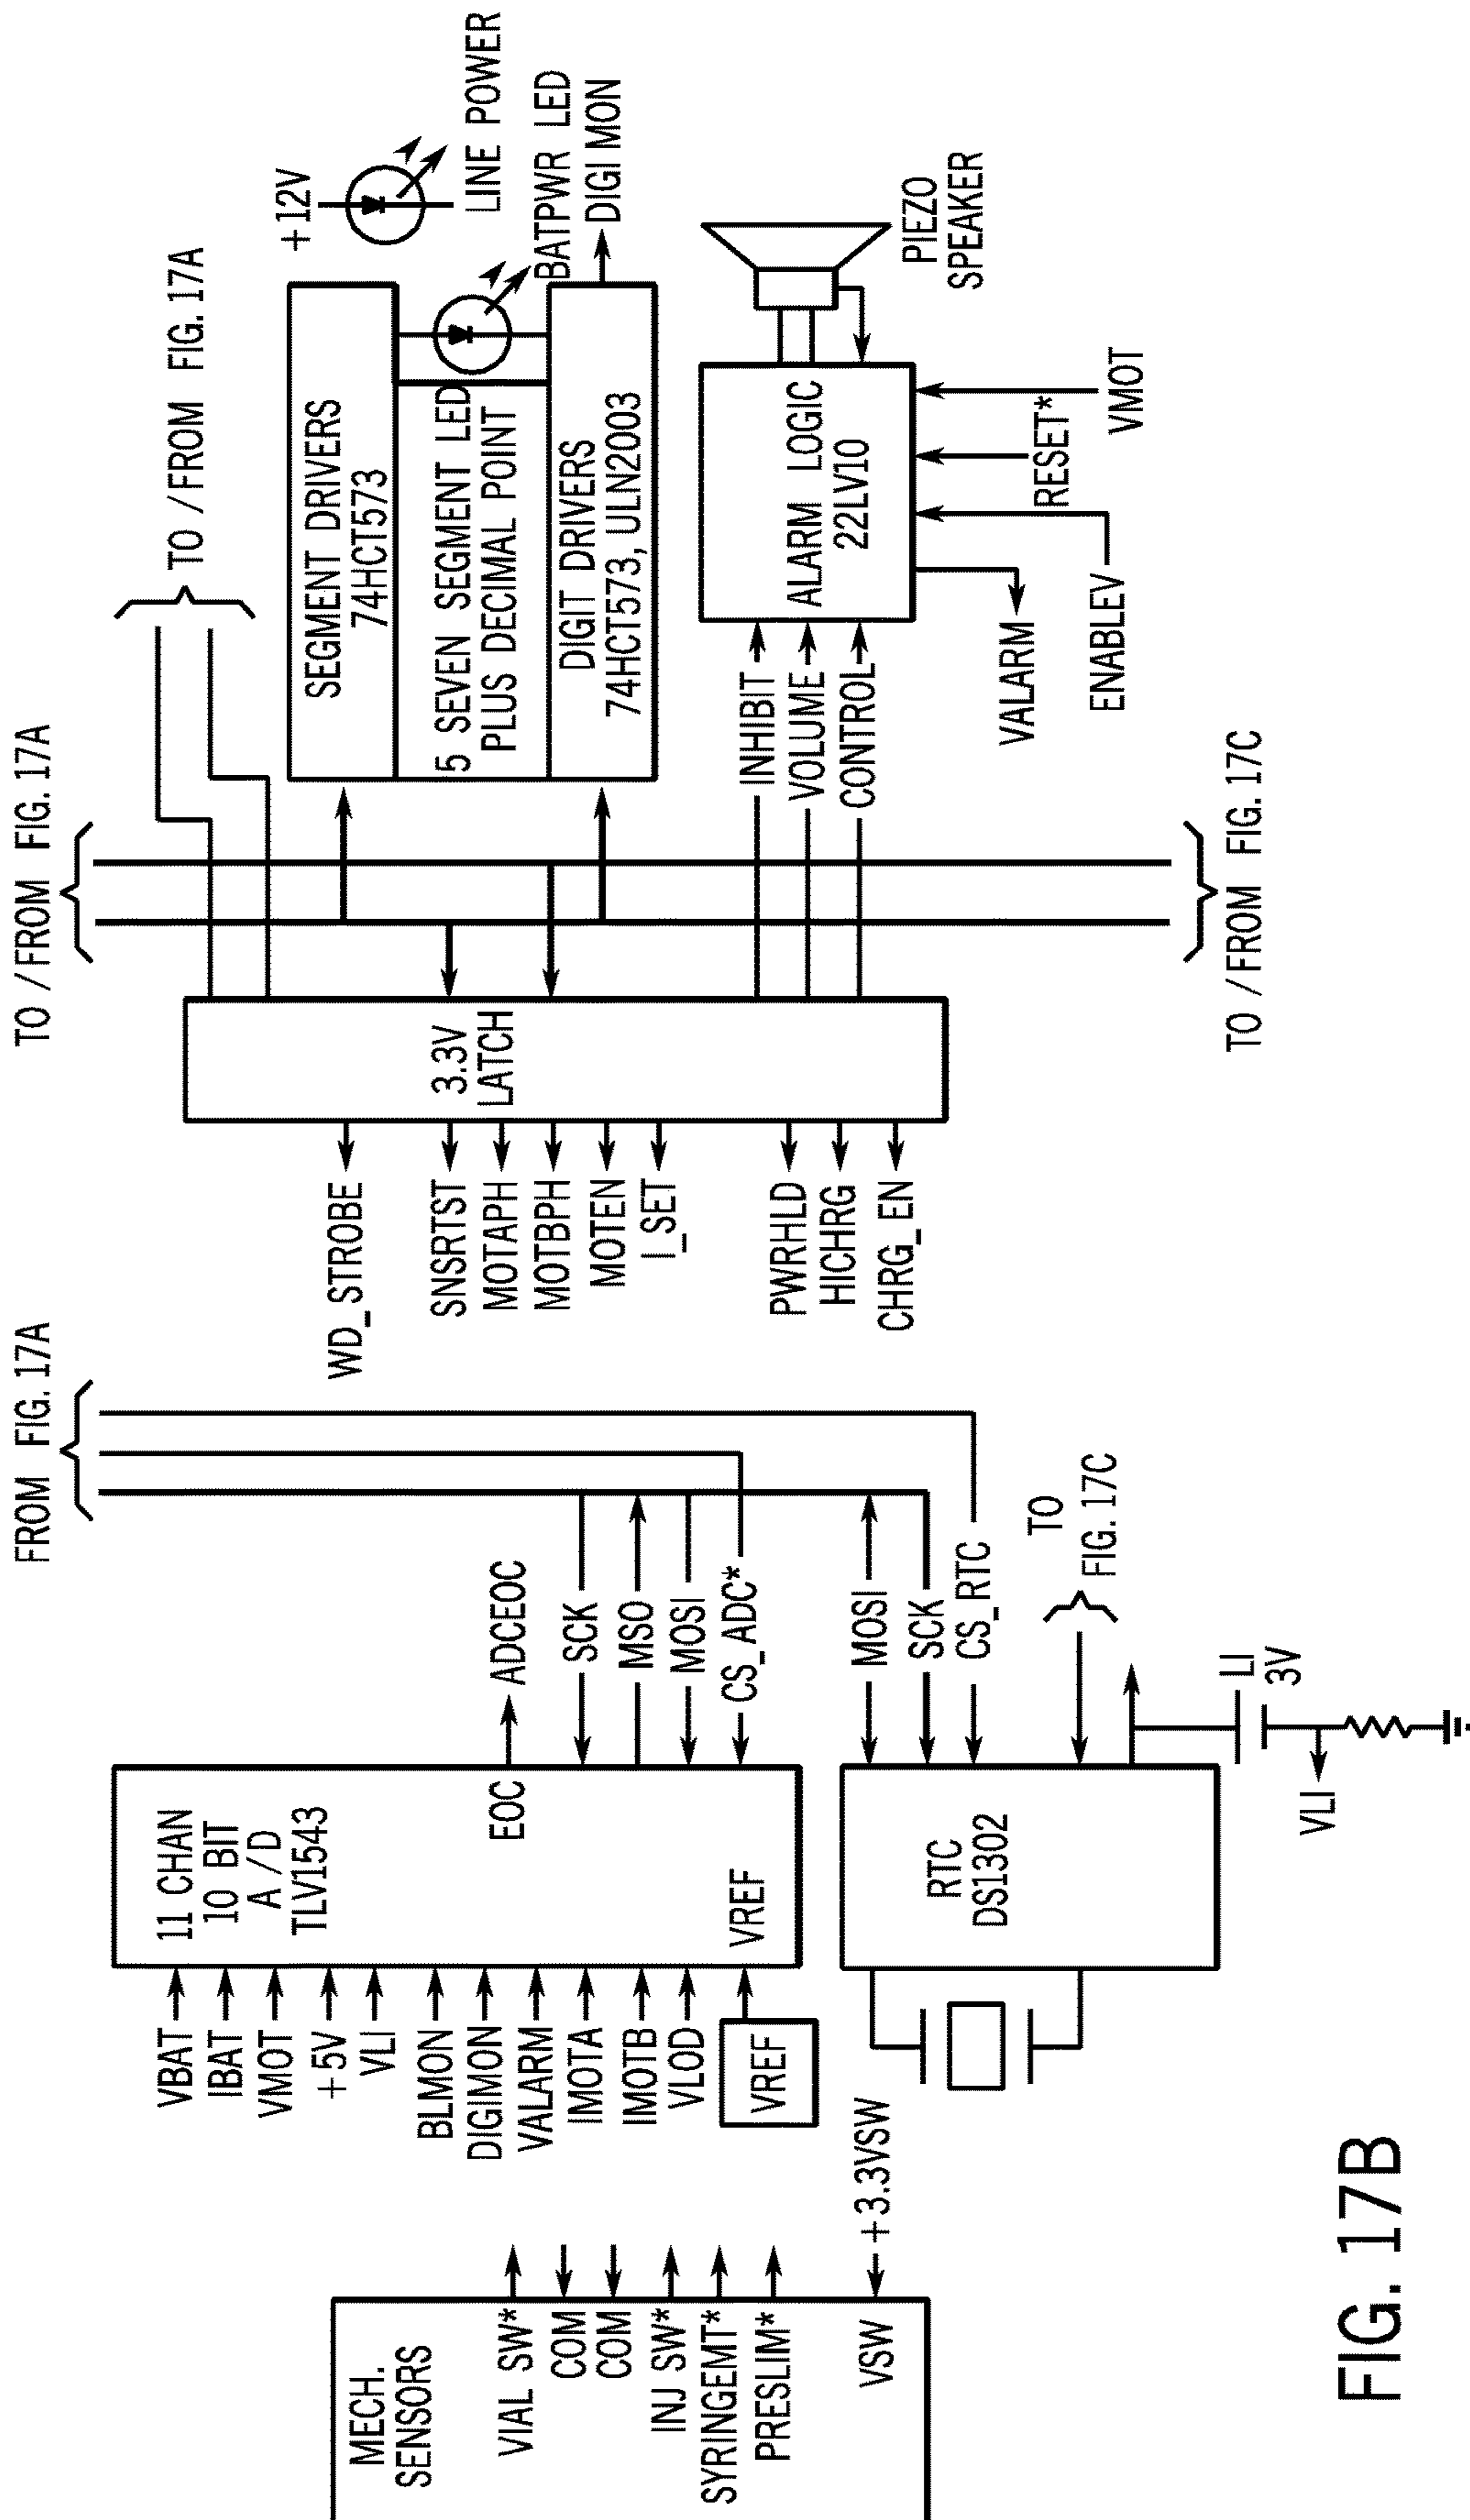 MECH.
SENSORS
VIAL SW*
COM
COM
INJ SW*
SYRINGEMT*
PRESLIM*
VSW
+3.3VSW
VBAT
IBAT
VMOT
+5V
VLI
BLMON
DIGIMON
VALARM
IMOTA
IMOTB
VLOD
VREF
11 CHAN
10 BIT
A/D
TLV1543
EOC
VREF
ADCEOC
SCK
MSO
MOSI
CS_ADC*
FROM FIG. 17A
RTC
DS1302
MOSI
SCK
CS_RTC
TO
FIG. 17C
LI
3V
VLI
WD_STROBE
SNSRTST
MOTAPH
MOTBPH
MOTEN
I_SET
PWRHLD
HICHRG
CHRG_EN
3.3V
LATCH
TO/FROM FIG. 17A
TO/FROM FIG. 17A
TO/FROM FIG. 17C
SEGMENT DRIVERS
74HCT573
5 SEVEN SEGMENT LED
PLUS DECIMAL POINT
DIGIT DRIVERS
74HCT573, ULN2003
+12V
LINE POWER
BATPWR LED
DIGI MON
INHIBIT
VOLUME
CONTROL
ALARM LOGIC
22LV10
PIEZO
SPEAKER
VALARM
ENABLEV
RESET*
VMOT
FIG. 17B